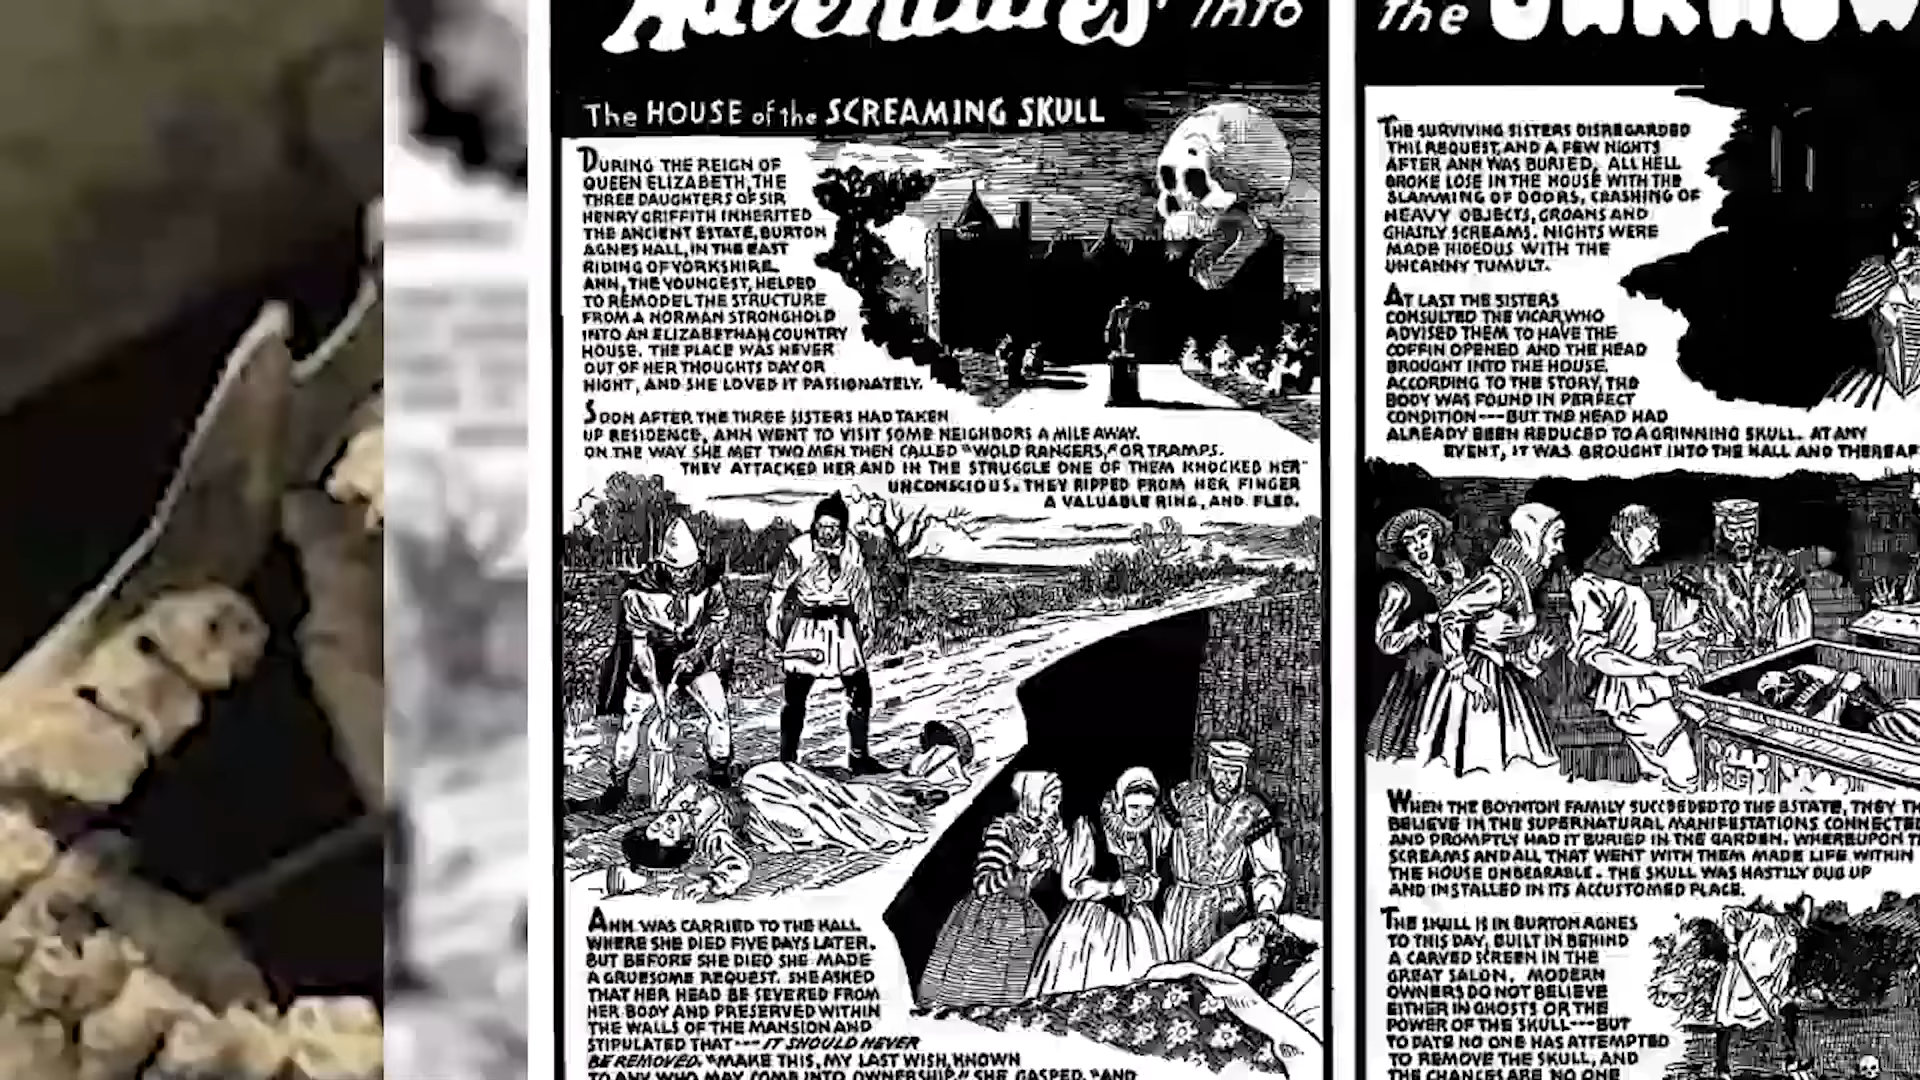 Adventures into
The HOUSE of the SCREAMING SKULL
DURING THE REIGN OF
QUEEN ELIZABETH, THE
THREE DAUGHTERS OF SIR
HENRY GRIFFITH INHERITED
THE ANCIENT ESTATE, BURTON
AGNES HALL, IN THE EAST
RIDING OF YORKSHIRE.
ANN, THE YOUNGEST, HELPED
TO REMODEL THE STRUCTURE
FROM A NORMAN STRONGHOLD
INTO AN ELIZABETHAN COUNTRY
HOUSE. THE PLACE WAS NEVER
OUT OF HER THOUGHTS DAY OR
NIGHT, AND SHE LOVED IT PASSIONATELY.
SOON AFTER THE THREE SISTERS HAD TAKEN
UP RESIDENCE, ANN WENT TO VISIT SOME NEIGHBORS A MILE AWAY.
ON THE WAY SHE MET TWO MEN THEN CALLED "WOLD RANGERS," OR TRAMPS.
THEY ATTACKED HER AND IN THE STRUGGLE ONE OF THEM KNOCKED HER
UNCONSCIOUS. THEY RIPPED FROM HER FINGER
A VALUABLE RING, AND FLED.
ANN WAS CARRIED TO THE HALL
WHERE SHE DIED FIVE DAYS LATER.
BUT BEFORE SHE DIED SHE MADE
A GRUESOME REQUEST. SHE ASKED
THAT HER HEAD BE SEVERED FROM
HER BODY AND PRESERVED WITHIN
THE WALLS OF THE MANSION AND
STIPULATED THAT---IT SHOULD NEVER
BE REMOVED. "MAKE THIS, MY LAST WISH, KNOWN
TO ANY WHO MAY COME INTO OWNERSHIP," SHE GASPED, "AND
the UNKNOW
THE SURVIVING SISTERS DISREGARDED
THIS REQUEST, AND A FEW NIGHTS
AFTER ANN WAS BURIED, ALL HELL
BROKE LOSE IN THE HOUSE WITH THE
SLAMMING OF DOORS, CRASHING OF
HEAVY OBJECTS, GROANS AND
GHASTLY SCREAMS. NIGHTS WERE
MADE HIDEOUS WITH THE
UNCANNY TUMULT.
AT LAST THE SISTERS
CONSULTED THE VICAR, WHO
ADVISED THEM TO HAVE THE
COFFIN OPENED AND THE HEAD
BROUGHT INTO THE HOUSE.
ACCORDING TO THE STORY, THE
BODY WAS FOUND IN PERFECT
CONDITION---BUT THE HEAD HAD
ALREADY BEEN REDUCED TO A GRINNING SKULL. AT ANY
EVENT, IT WAS BROUGHT INTO THE HALL AND THEREAF
WHEN THE BOYNTON FAMILY SUCCEEDED TO THE ESTATE, THEY
BELIEVE IN THE SUPERNATURAL MANIFESTATIONS CONNECTED
AND PROMPTLY HAD IT BURIED IN THE GARDEN. WHEREUPON
SCREAMS AND ALL THAT WENT WITH THEM MADE LIFE WITHIN
THE HOUSE UNBEARABLE. THE SKULL WAS HASTILY DUG UP
AND INSTALLED IN ITS ACCUSTOMED PLACE.
THE SKULL IS IN BURTON AGNES
TO THIS DAY, BUILT IN BEHIND
A CARVED SCREEN IN THE
GREAT SALON. MODERN
OWNERS DO NOT BELIEVE
EITHER IN GHOSTS OR THE
POWER OF THE SKULL---BUT
TO DATE NO ONE HAS ATTEMPTED
TO REMOVE THE SKULL, AND
THE CHANCES ARE NO ONE